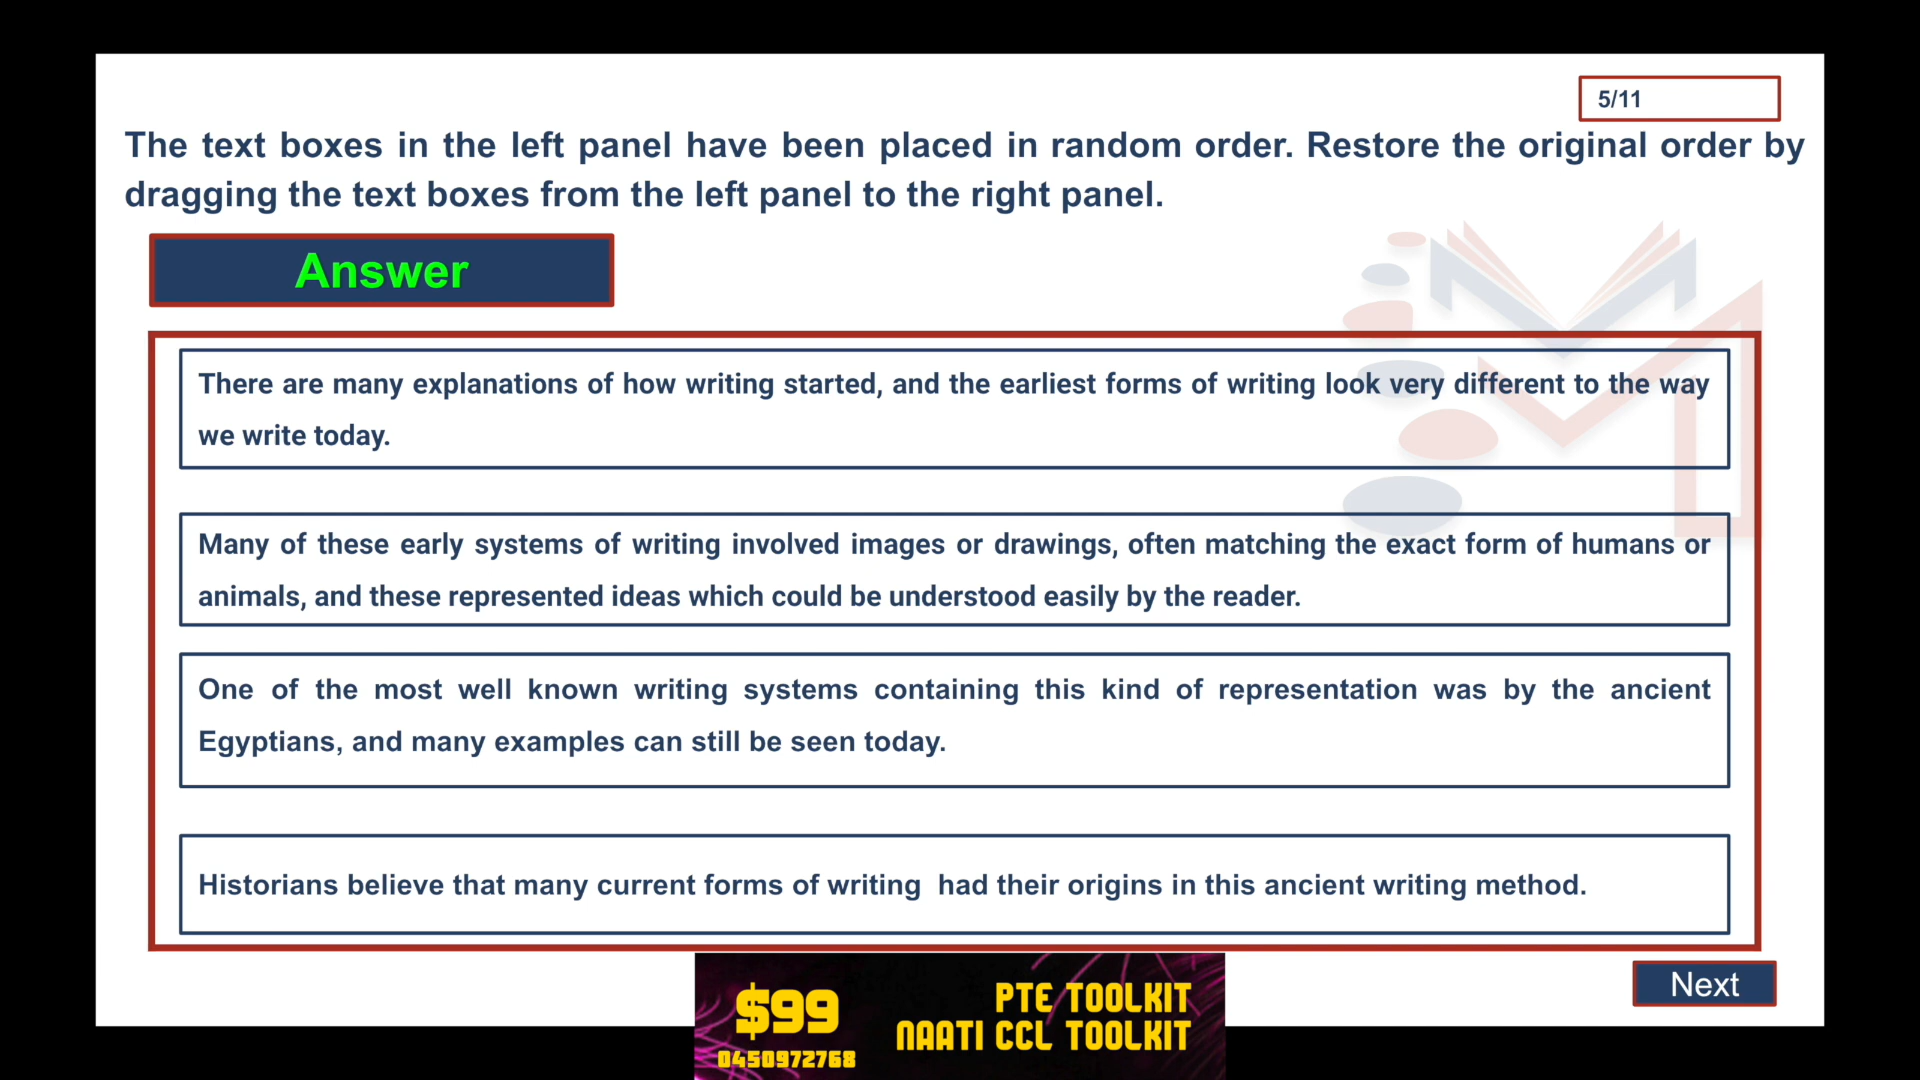 5/11
The text boxes in the left panel have been placed in random order. Restore the original order by
dragging the text boxes from the left panel to the right panel.
Answer
There are many explanations of how writing started, and the earliest forms of writing look very different to the way
we write today.
Many of these early systems of writing involved images or drawings, often matching the exact form of humans or
animals, and these represented ideas which could be understood easily by the reader.
One of the most well known writing systems containing this kind of representation was by the ancient
Egyptians, and many examples can still be seen today.
Historians believe that many current forms of writing  had their origins in this ancient writing method.
Next
$99
0450972768
PTE TOOLKIT
NAATI CCL TOOLKIT